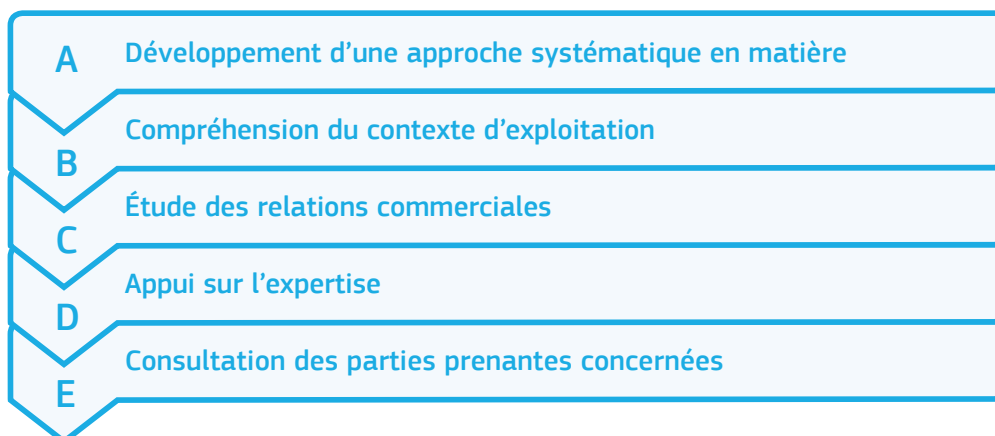 A Développement d’une approche systématique en matière
B Compréhension du contexte d’exploitation
C Étude des relations commerciales
D Appui sur l’expertise
E Consultation des parties prenantes concernées